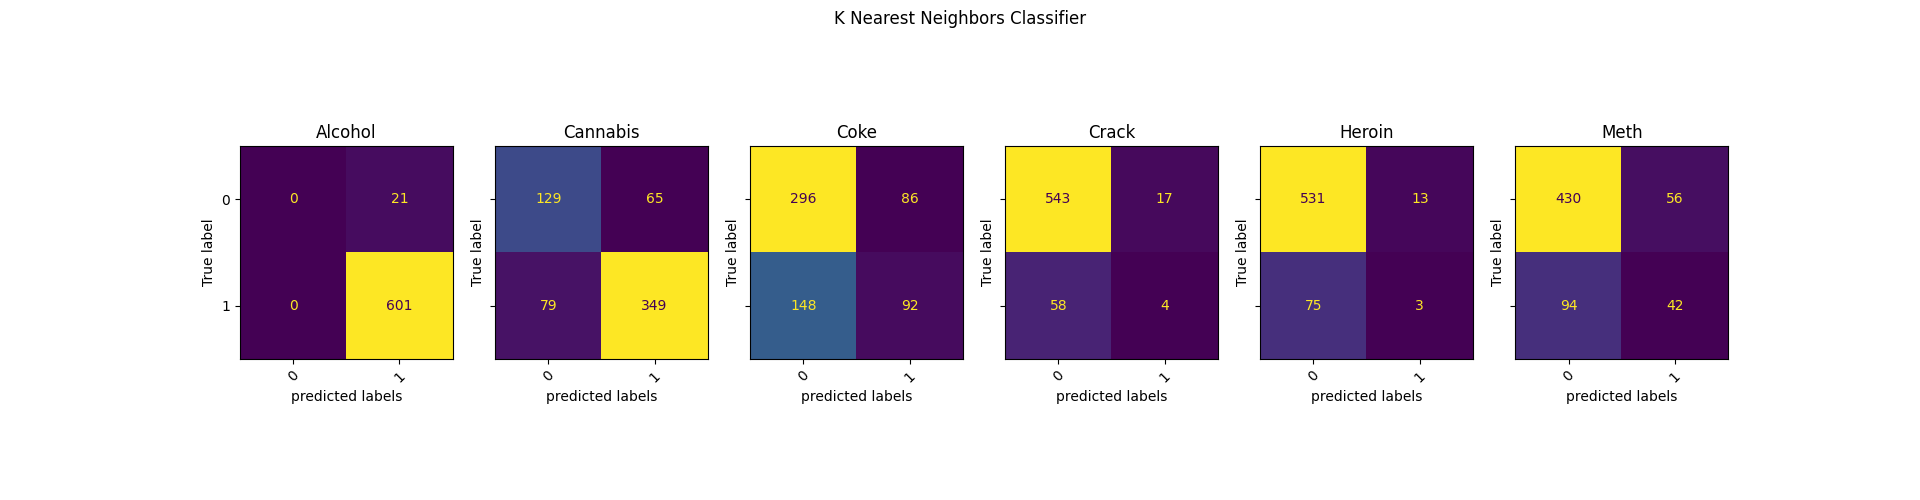 K Nearest Neighbors Classifier
Alcohol Cannabis Coke Crack Heroin Meth
0 0 21 129 65 296 86 543 17 531 13 430 56
True label True label True label True label True label True label
1 0 601 79 349 148 92 58 4 75 3 94 42
0 1 0 1 0 1 0 1 0 1 0 1
predicted labels predicted labels predicted labels predicted labels predicted labels predicted labels